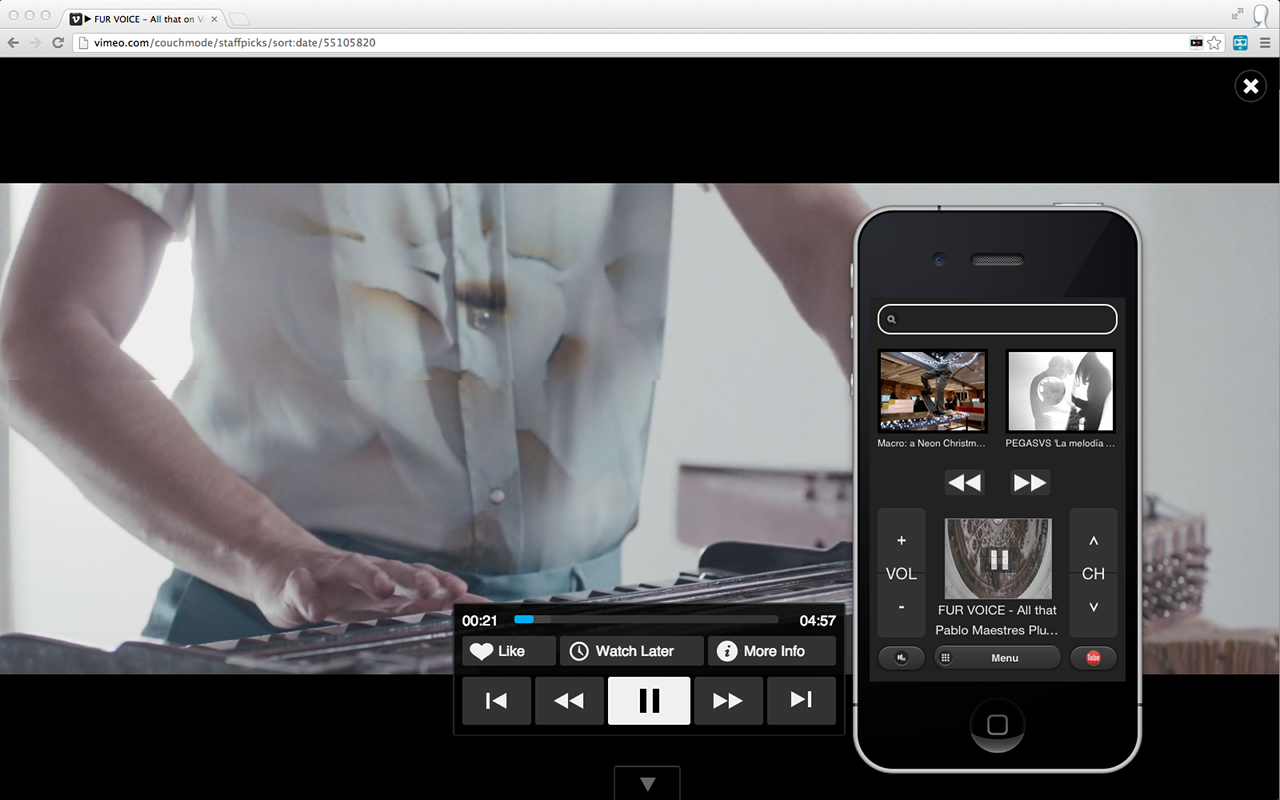 ▶ FUR VOICE – All that on Vi
vimeo.com/couchmode/staffpicks/sort:date/55105820
Macro: a Neon Christm...
PEGASVS 'La melodia ...
+
VOL
-
CH
FUR VOICE - All that
Pablo Maestres Plu...
Menu
Tube
00:21
04:57
Like
Watch Later
More Info